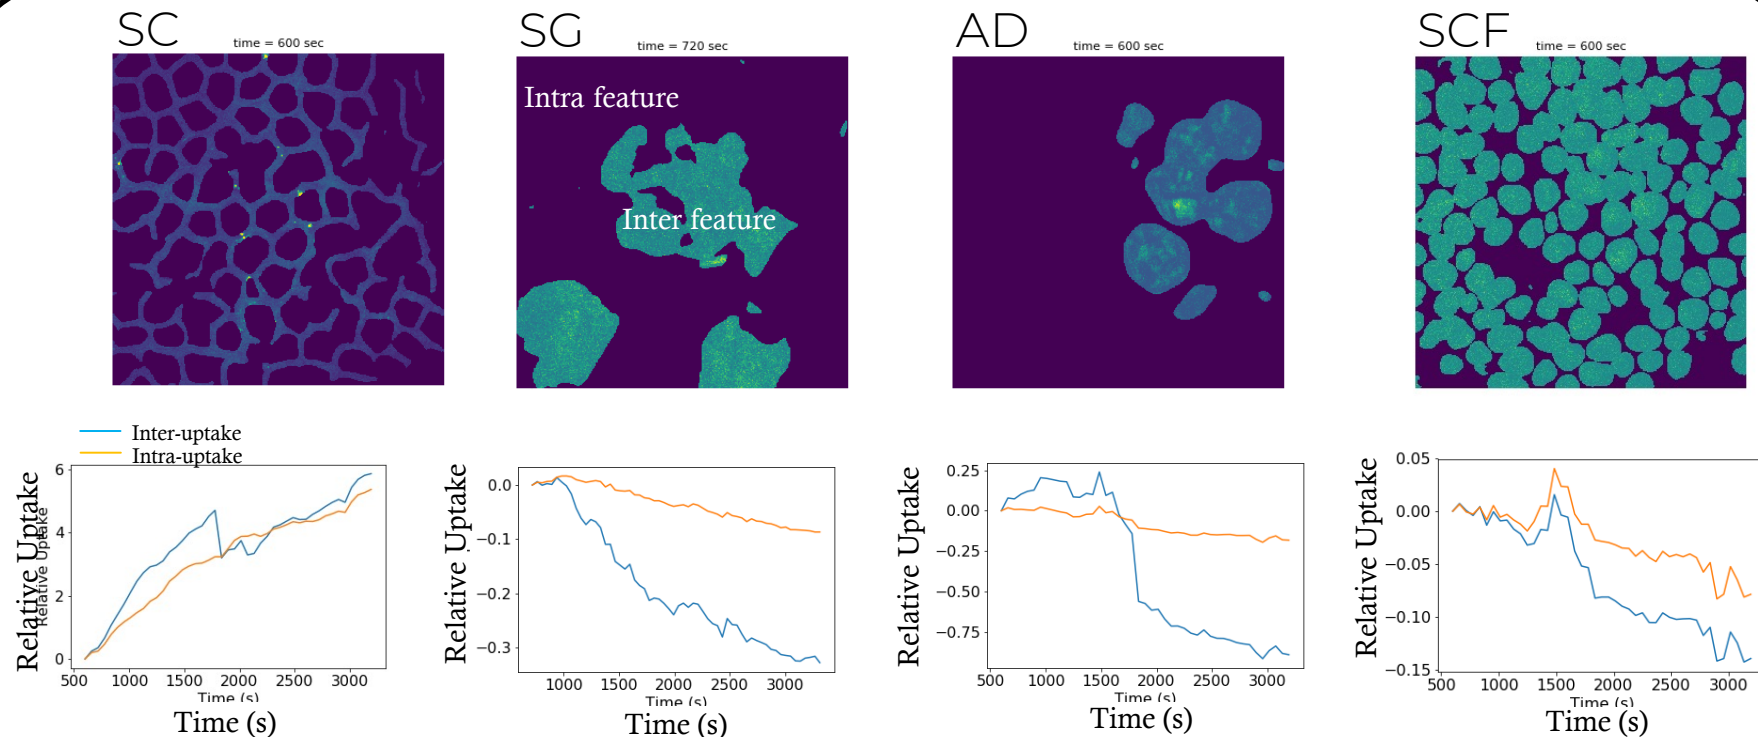 SC
time = 600 sec
SG
time = 720 sec
AD
time = 600 sec
SCF
time = 600 sec
Intra feature
Inter feature
Inter-uptake
Intra-uptake
Relative Uptake
Relative Uptake
6
4
2
0
500 1000 1500 2000 2500 3000
Time (s)
Time (s)
Relative Uptake
0.0
−0.1
−0.2
−0.3
1000 1500 2000 2500 3000
Time (s)
Time (s)
Relative Uptake
0.25
0.00
−0.25
−0.50
−0.75
500 1000 1500 2000 2500 3000
Time (s)
Time (s)
Relative Uptake
0.05
0.00
−0.05
−0.10
−0.15
500 1000 1500 2000 2500 3000
Time (s)
Time (s)